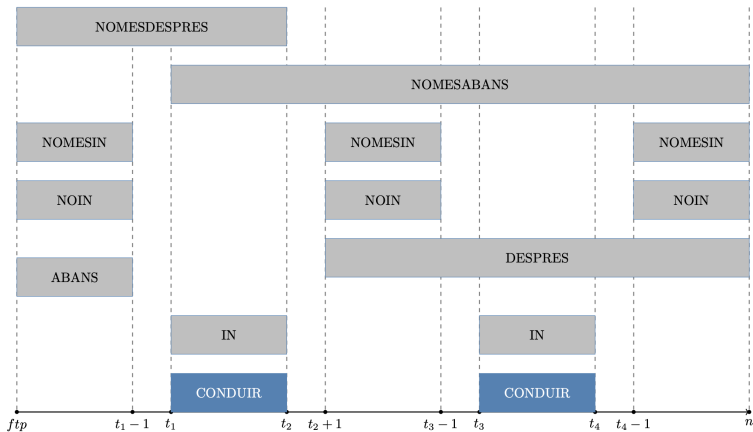 NOMESDESPRES
NOMESABANS
NOMESIN NOMESIN NOMESIN
NOIN NOIN NOIN
DESPRES
ABANS
IN IN
CONDUIR CONDUIR
ftp t₁ − 1 t₁ t₂ t₂ + 1 t₃ − 1 t₃ t₄ t₄ − 1 n